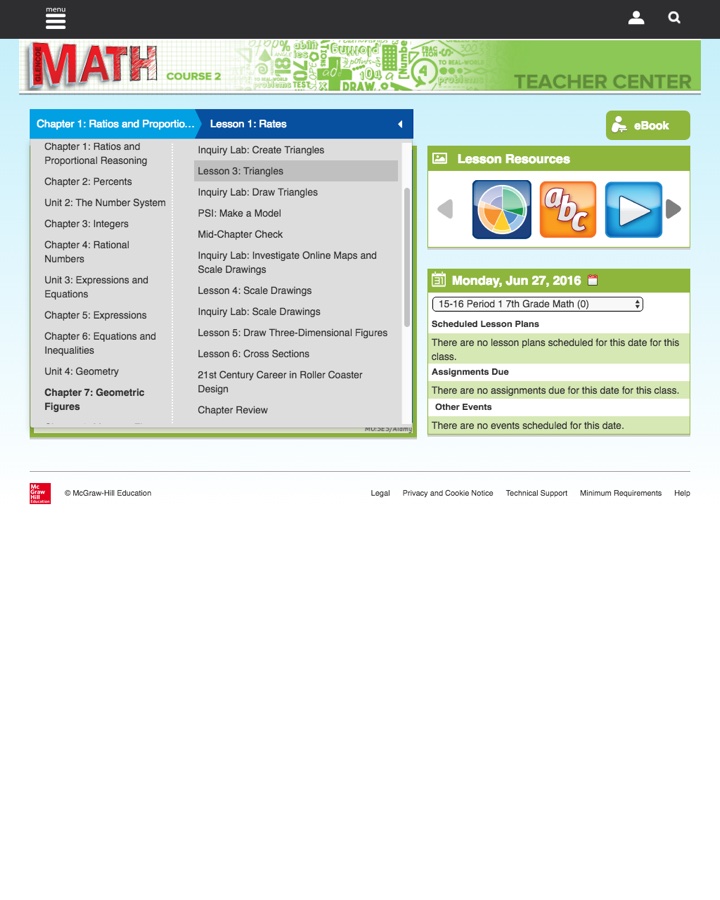 menu
GLENCOE
MATH
COURSE 2
TEACHER CENTER
Chapter 1: Ratios and Proportio...
Lesson 1: Rates
Chapter 1: Ratios and
Proportional Reasoning
Chapter 2: Percents
Unit 2: The Number System
Chapter 3: Integers
Chapter 4: Rational
Numbers
Unit 3: Expressions and
Equations
Chapter 5: Expressions
Chapter 6: Equations and
Inequalities
Unit 4: Geometry
Chapter 7: Geometric
Figures
Inquiry Lab: Create Triangles
Lesson 3: Triangles
Inquiry Lab: Draw Triangles
PSI: Make a Model
Mid-Chapter Check
Inquiry Lab: Investigate Online Maps and
Scale Drawings
Lesson 4: Scale Drawings
Inquiry Lab: Scale Drawings
Lesson 5: Draw Three-Dimensional Figures
Lesson 6: Cross Sections
21st Century Career in Roller Coaster
Design
Chapter Review
eBook
Lesson Resources
abc
31 Monday, Jun 27, 2016
15-16 Period 1 7th Grade Math (0)
Scheduled Lesson Plans
There are no lesson plans scheduled for this date for this
class.
Assignments Due
There are no assignments due for this date for this class.
Other Events
There are no events scheduled for this date.
Mc
Graw
Hill
Education
© McGraw-Hill Education
Legal
Privacy and Cookie Notice
Technical Support
Minimum Requirements
Help